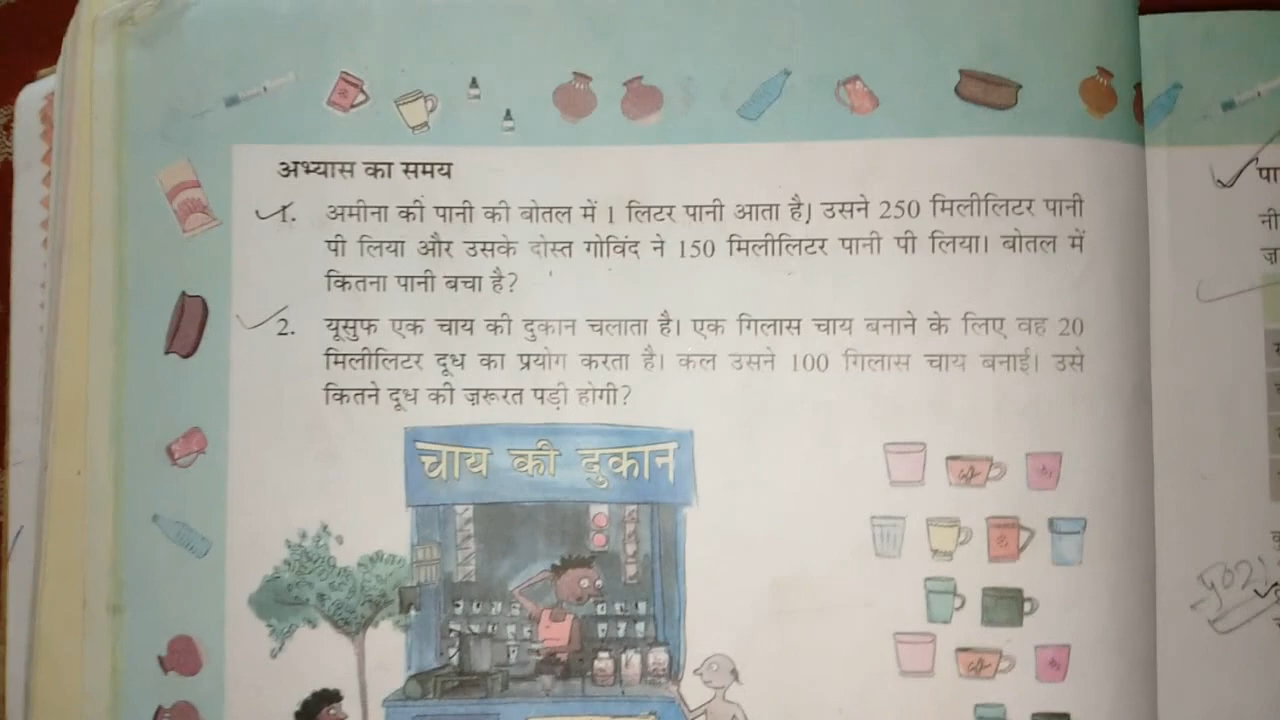 अभ्यास का समय
1. अमीना की पानी की बोतल में 1 लिटर पानी आता है। उसने 250 मिलीलिटर पानी
पी लिया और उसके दोस्त गोविंद ने 150 मिलीलिटर पानी पी लिया। बोतल में
कितना पानी बचा है?
2. यूसुफ एक चाय की दुकान चलाता है। एक गिलास चाय बनाने के लिए वह 20
मिलीलिटर दूध का प्रयोग करता है। कल उसने 100 गिलास चाय बनाई। उसे
कितने दूध की ज़रूरत पड़ी होगी?
चाय की दुकान
पा
नी
ज़